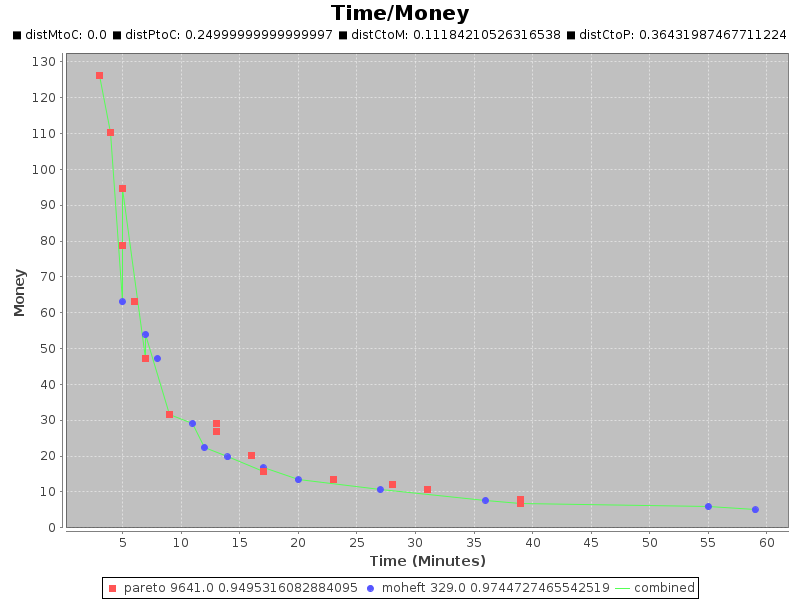 Time/Money
distMtoC: 0.0 distPtoC: 0.24999999999999997 distCtoM: 0.11184210526316538 distCtoP: 0.36431987467711224
130
120
110
100
90
80
70
60
50
40
30
20
10
0
Money
5 10 15 20 25 30 35 40 45 50 55 60
Time (Minutes)
pareto 9641.0 0.9495316082884095 moheft 329.0 0.9744727465542519 combined